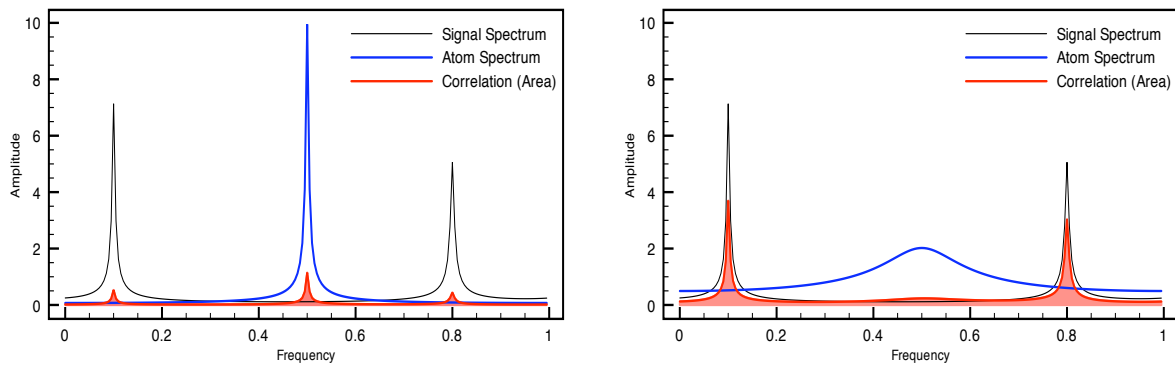 10
8
6
4
2
0
Amplitude
Signal Spectrum
Atom Spectrum
Correlation (Area)
0 0.2 0.4 0.6 0.8 1
Frequency
10
8
6
4
2
0
Amplitude
Signal Spectrum
Atom Spectrum
Correlation (Area)
0 0.2 0.4 0.6 0.8 1
Frequency